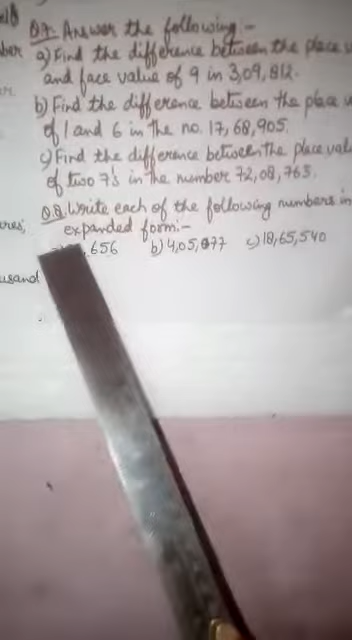 Q.7. Answer the following:-
a) Find the difference between the place
and face value of 9 in 3,09,812.
b) Find the difference between the place
of 1 and 6 in the no. 17,68,905.
c) Find the difference between the place val
of two 7's in the number 72,08,765.
Q.8. Write each of the following numbers in
expanded form:-
,656 b) 4,05,077 c) 18,65,540
usand